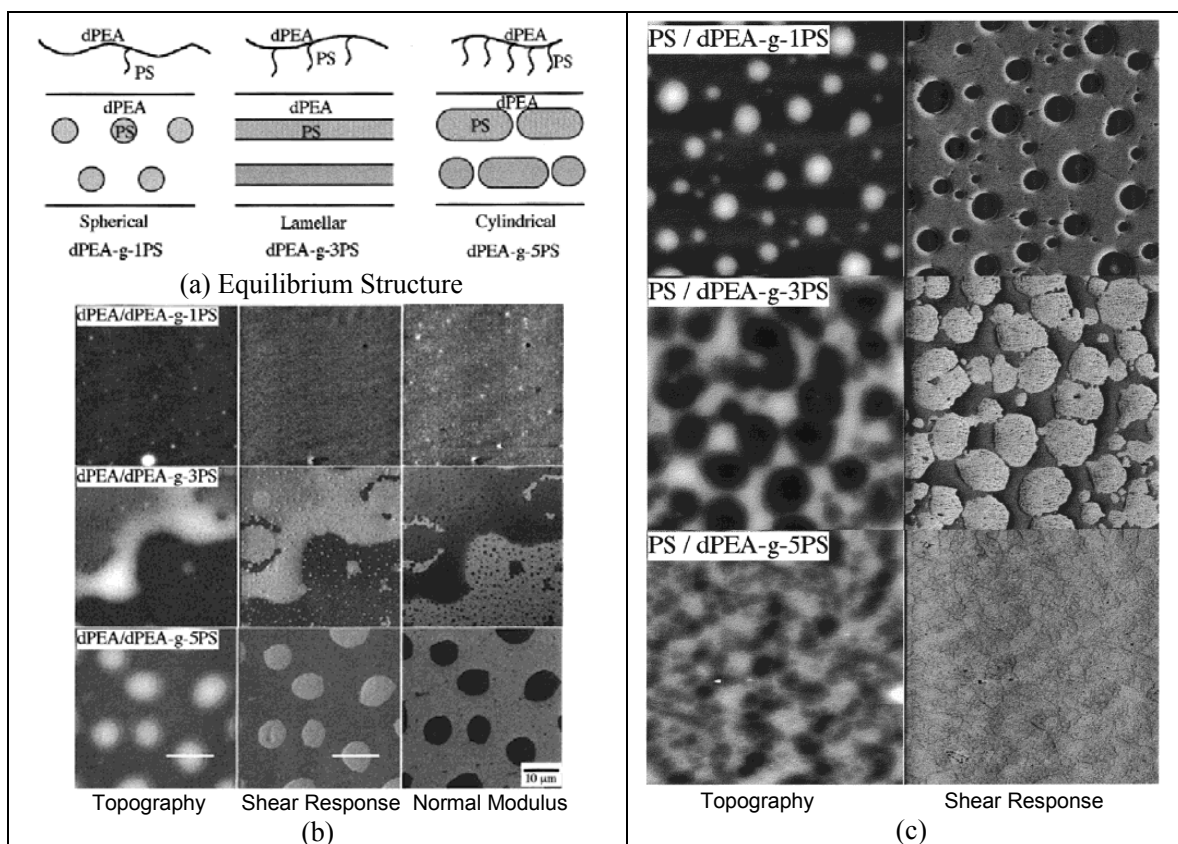 dPEA dPEA dPEA
PS PS PS
dPEA dPEA dPEA
PS PS PS
Spherical Lamellar Cylindrical
dPEA-g-1PS dPEA-g-3PS dPEA-g-5PS
(a) Equilibrium Structure
dPEA/dPEA-g-1PS
dPEA/dPEA-g-3PS
dPEA/dPEA-g-5PS
10 μm
Topography Shear Response Normal Modulus
(b)
PS / dPEA-g-1PS
PS / dPEA-g-3PS
PS / dPEA-g-5PS
Topography Shear Response
(c)